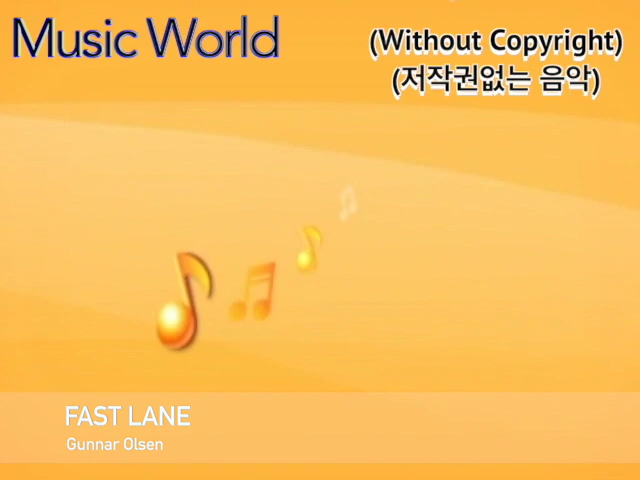 Music World
(Without Copyright)
(저작권없는 음악)
FAST LANE
Gunnar Olsen